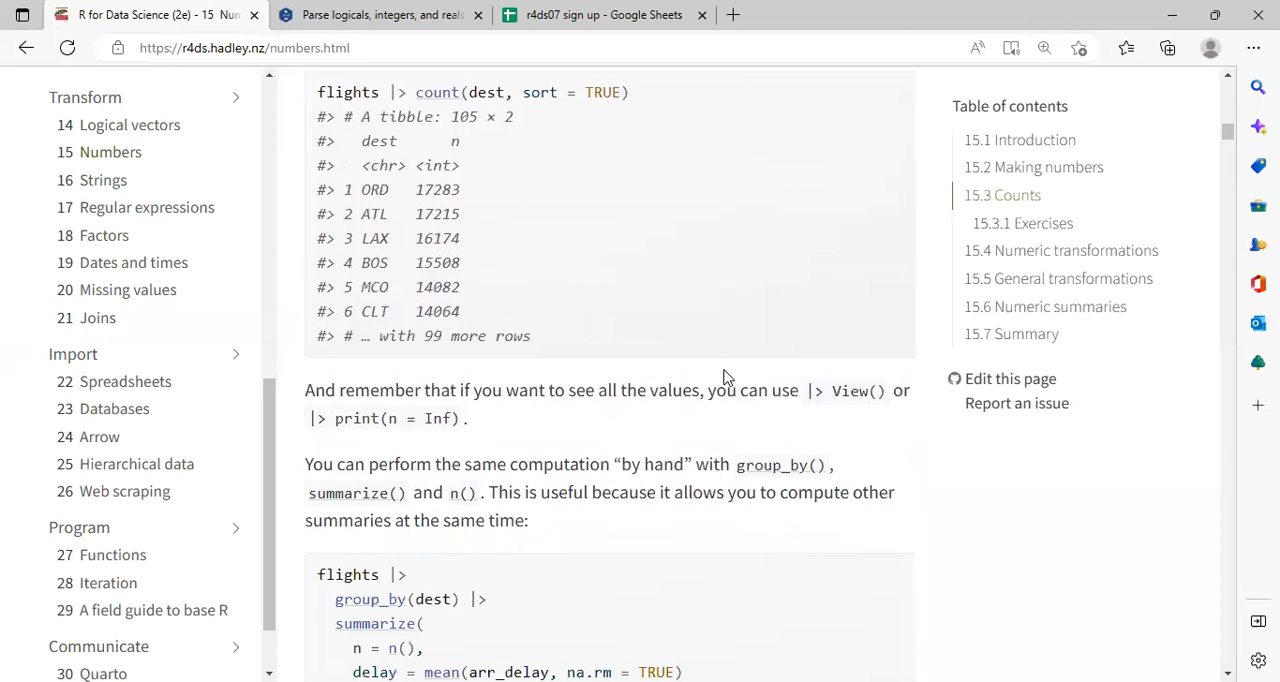 R for Data Science (2e) - 15 Num
Parse logicals, integers, and reals
r4ds07 sign up - Google Sheets
https://r4ds.hadley.nz/numbers.html
Transform
14 Logical vectors
15 Numbers
16 Strings
17 Regular expressions
18 Factors
19 Dates and times
20 Missing values
21 Joins
Import
22 Spreadsheets
23 Databases
24 Arrow
25 Hierarchical data
26 Web scraping
Program
27 Functions
28 Iteration
29 A field guide to base R
Communicate
30 Quarto
flights |> count(dest, sort = TRUE)
#> # A tibble: 105 × 2
#>   dest      n
#>   <chr> <int>
#> 1 ORD   17283
#> 2 ATL   17215
#> 3 LAX   16174
#> 4 BOS   15508
#> 5 MCO   14082
#> 6 CLT   14064
#> # … with 99 more rows
And remember that if you want to see all the values, you can use |> View() or
|> print(n = Inf).
You can perform the same computation “by hand” with group_by(),
summarize() and n(). This is useful because it allows you to compute other
summaries at the same time:
flights |>
group_by(dest) |>
summarize(
n = n(),
delay = mean(arr_delay, na.rm = TRUE)
Table of contents
15.1 Introduction
15.2 Making numbers
15.3 Counts
15.3.1 Exercises
15.4 Numeric transformations
15.5 General transformations
15.6 Numeric summaries
15.7 Summary
Edit this page
Report an issue